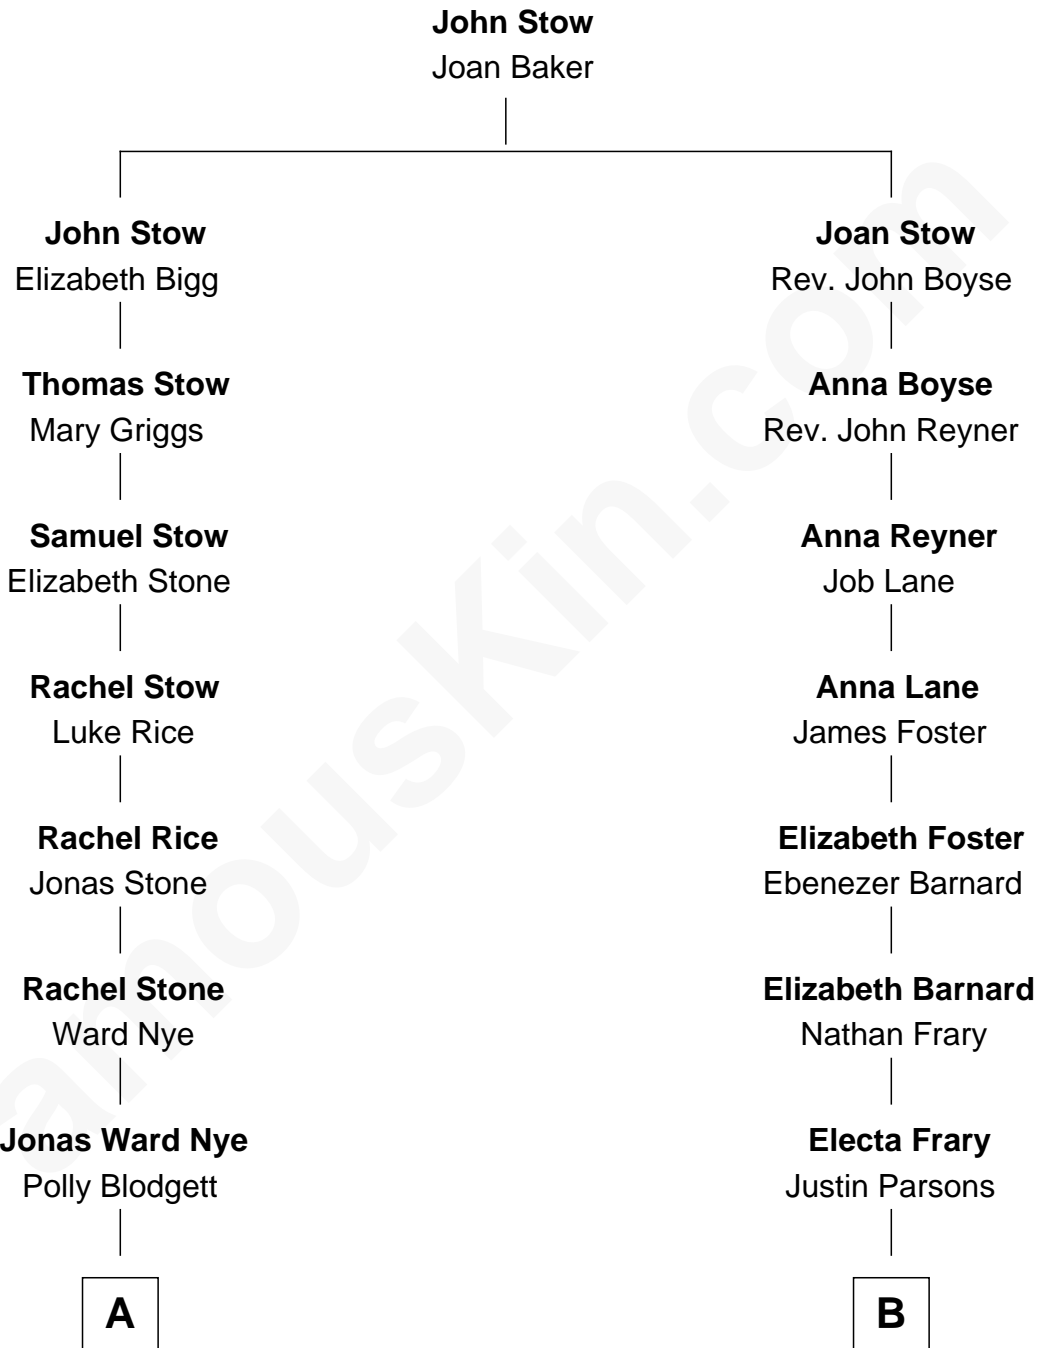 John Stow
Joan Baker
John Stow
Elizabeth Bigg
Thomas Stow
Mary Griggs
Samuel Stow
Elizabeth Stone
Rachel Stow
Luke Rice
Rachel Rice
Jonas Stone
Rachel Stone
Ward Nye
Jonas Ward Nye
Polly Blodgett
A
Joan Stow
Rev. John Boyse
Anna Boyse
Rev. John Reyner
Anna Reyner
Job Lane
Anna Lane
James Foster
Elizabeth Foster
Ebenezer Barnard
Elizabeth Barnard
Nathan Frary
Electa Frary
Justin Parsons
B
amouskin.com